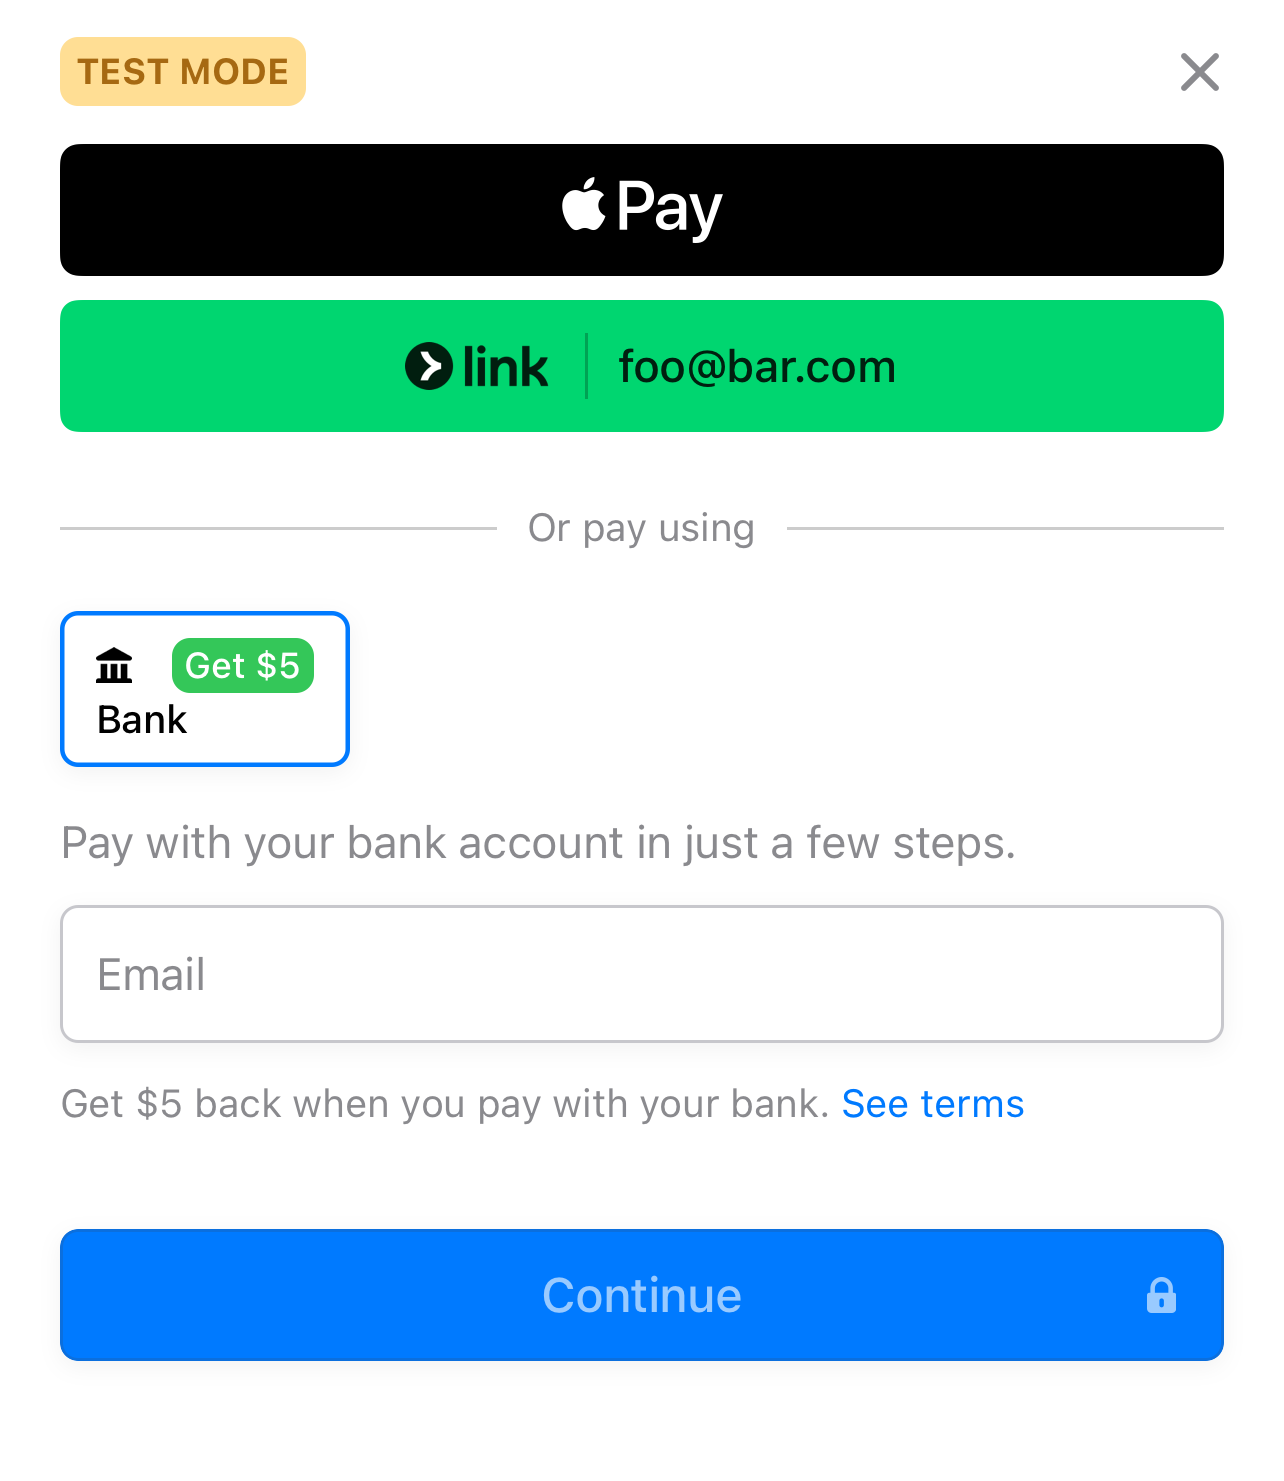 TEST MODE
Pay
link foo@bar.com
Or pay using
Get $5
Bank
Pay with your bank account in just a few steps.
Email
Get $5 back when you pay with your bank. See terms
Continue